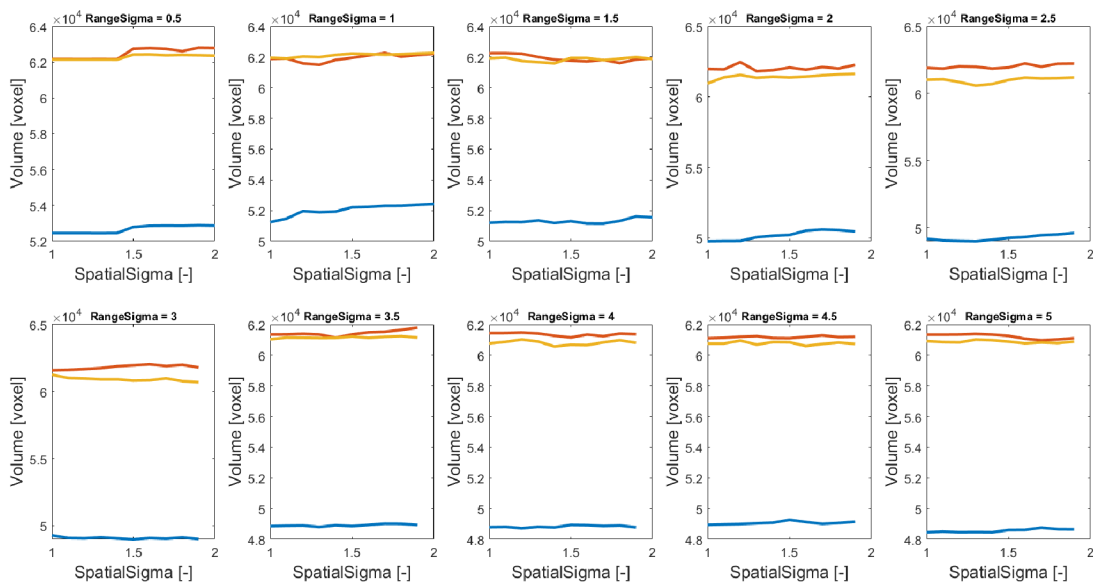 ×10⁴ RangeSigma = 0.5
6.4
6.2
6
5.8
5.6
5.4
5.2
Volume [voxel]
1 1.5 2
SpatialSigma [-]
×10⁴ RangeSigma = 1
6.4
6.2
6
5.8
5.6
5.4
5.2
5
Volume [voxel]
1 1.5 2
SpatialSigma [-]
×10⁴ RangeSigma = 1.5
6.4
6.2
6
5.8
5.6
5.4
5.2
5
Volume [voxel]
1 1.5 2
SpatialSigma [-]
×10⁴ RangeSigma = 2
6
5.5
5
Volume [voxel]
1 1.5 2
SpatialSigma [-]
×10⁴ RangeSigma = 2.5
6.5
6
5.5
5
Volume [voxel]
1 1.5 2
SpatialSigma [-]
×10⁴ RangeSigma = 3
6.5
6
5.5
5
Volume [voxel]
1 1.5 2
SpatialSigma [-]
×10⁴ RangeSigma = 3.5
6.2
6
5.8
5.6
5.4
5.2
5
4.8
Volume [voxel]
1 1.5 2
SpatialSigma [-]
×10⁴ RangeSigma = 4
6.2
6
5.8
5.6
5.4
5.2
5
4.8
Volume [voxel]
1 1.5 2
SpatialSigma [-]
×10⁴ RangeSigma = 4.5
6.2
6
5.8
5.6
5.4
5.2
5
4.8
Volume [voxel]
1 1.5 2
SpatialSigma [-]
×10⁴ RangeSigma = 5
6.2
6
5.8
5.6
5.4
5.2
5
4.8
Volume [voxel]
1 1.5 2
SpatialSigma [-]